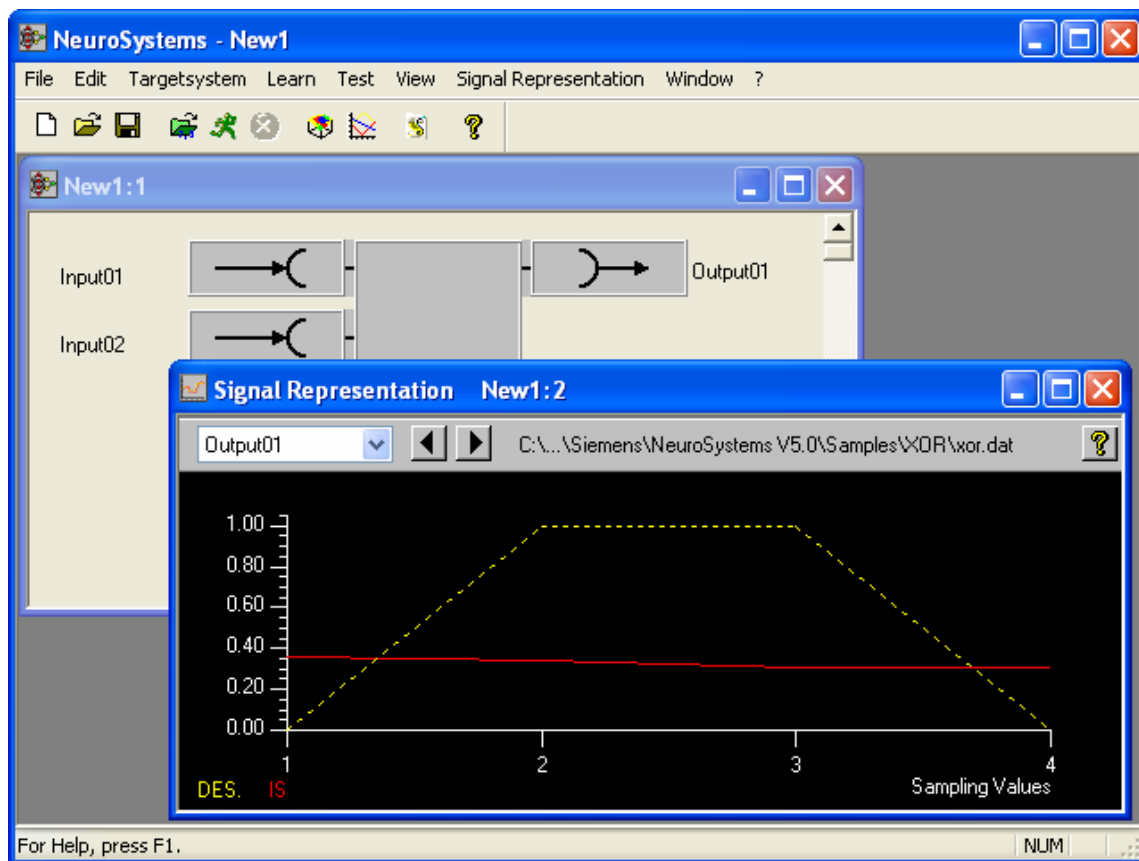 NeuroSystems - New1
File Edit Targetsystem Learn Test View Signal Representation Window ?
New1:1
Input01
Output01
Input02
Signal Representation New1:2
Output01
C:\...\Siemens\NeuroSystems V5.0\Samples\XOR\xor.dat
1.00
0.80
0.60
0.40
0.20
0.00
1 2 3 4
DES. IS Sampling Values
For Help, press F1. NUM